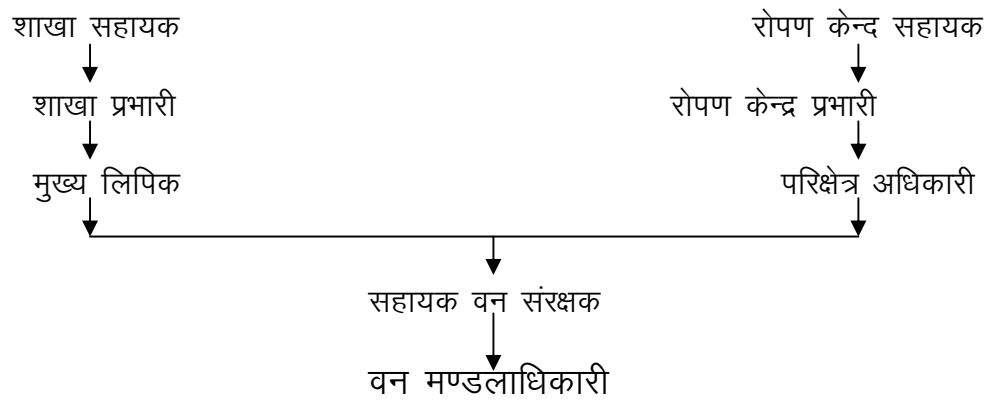 शाखा सहायक
रोपण केन्द सहायक
शाखा प्रभारी
रोपण केन्द्र प्रभारी
मुख्य लिपिक
परिक्षेत्र अधिकारी
सहायक वन संरक्षक
वन मण्डलाधिकारी